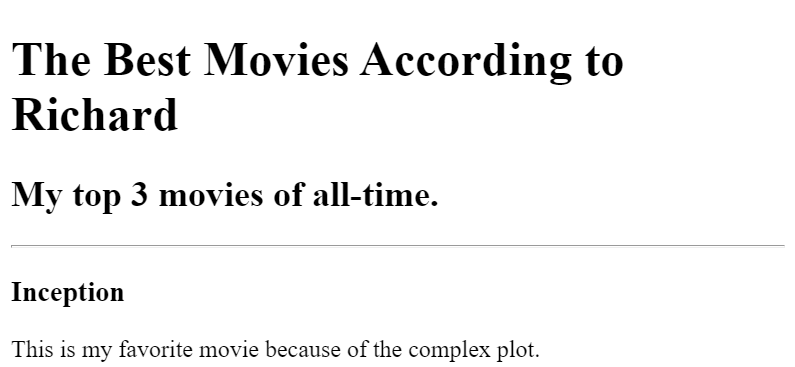 The Best Movies According to
Richard
My top 3 movies of all-time.
Inception
This is my favorite movie because of the complex plot.